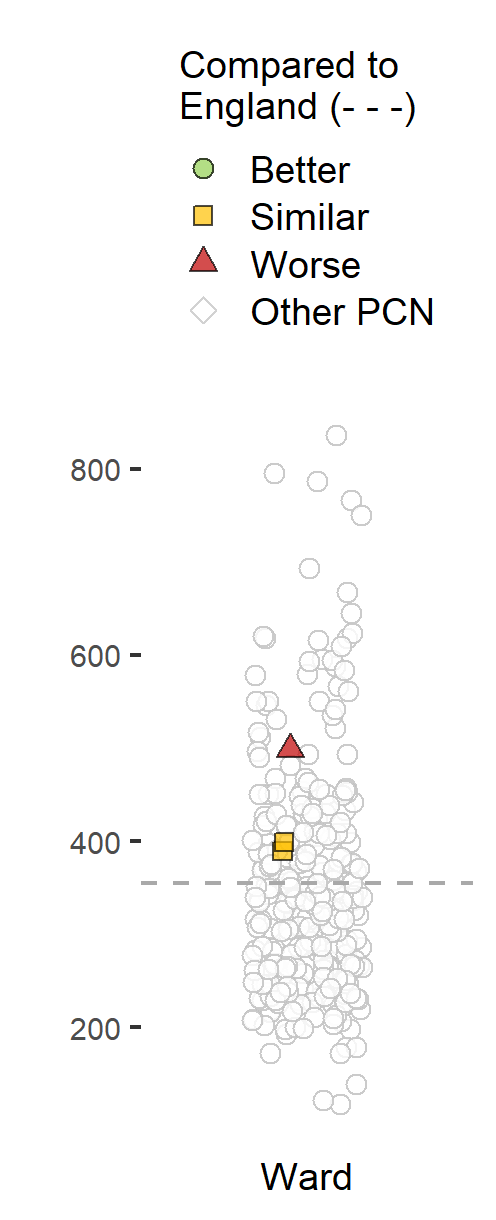 Compared to
England (- - -)
Better
Similar
Worse
Other PCN
800
600
400
200
Ward